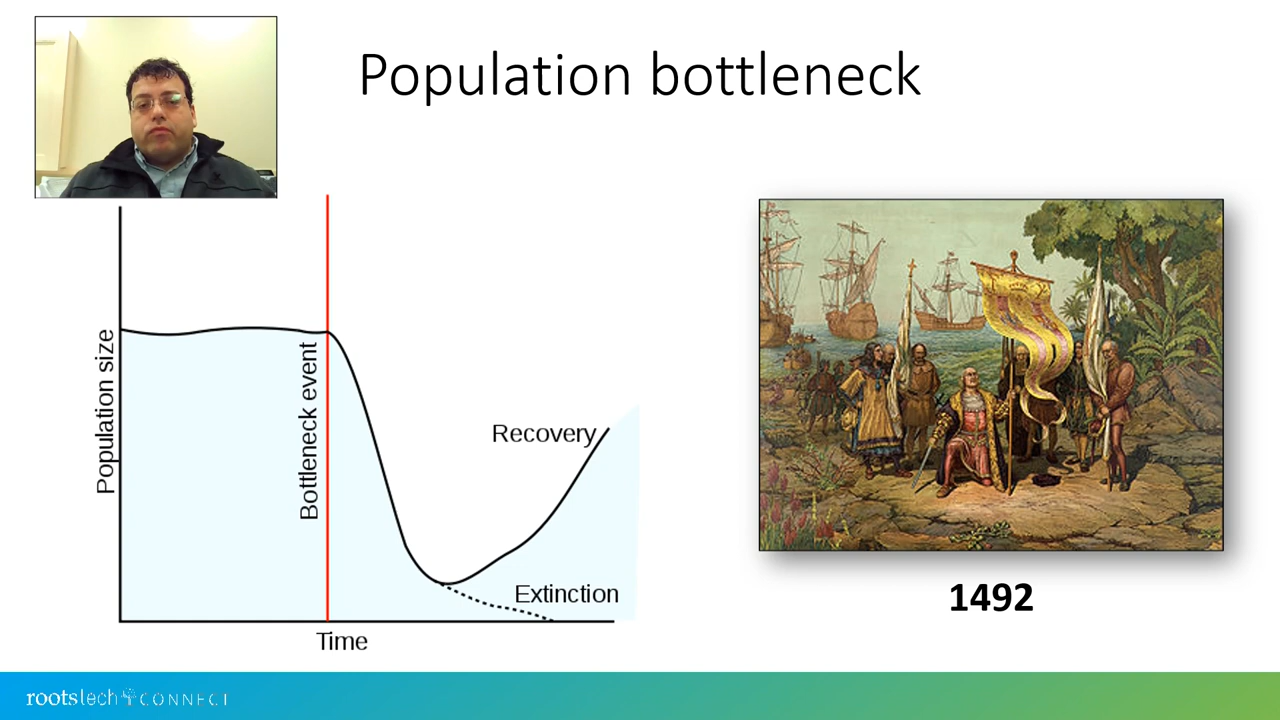 Population bottleneck
Population size
Bottleneck event
Recovery
Extinction
Time
1492
rootstech CONNECT